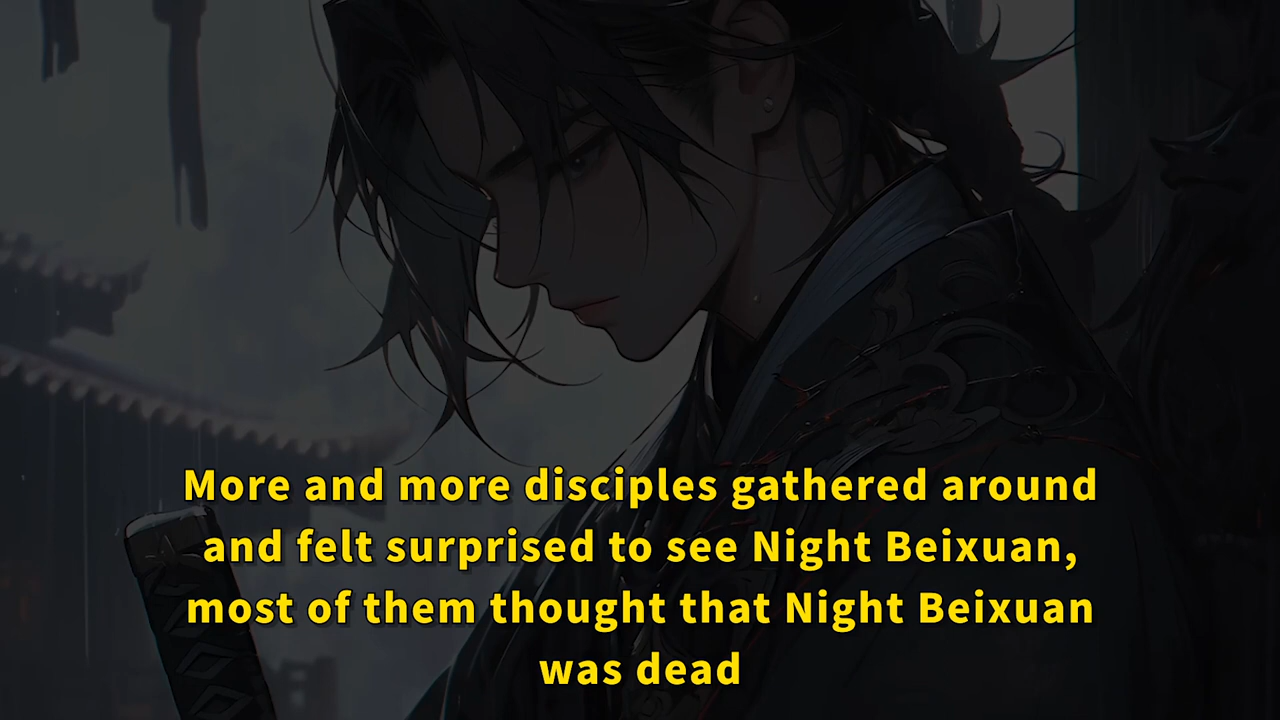 More and more disciples gathered around
and felt surprised to see Night Beixuan,
most of them thought that Night Beixuan
was dead